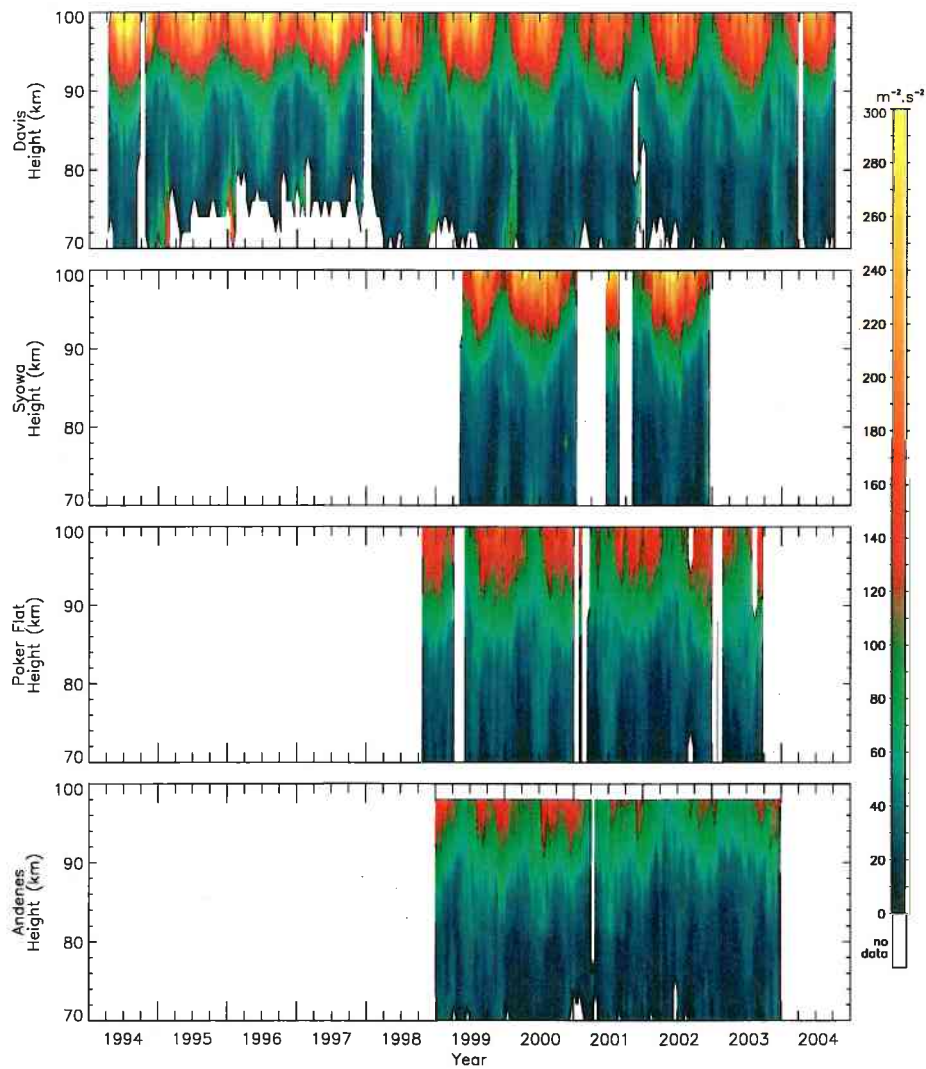 100
90
80
70
Davis
Height (km)
100
90
80
70
Syowa
Height (km)
100
90
80
70
Poker Flat
Height (km)
100
90
80
70
Andenes
Height (km)
1994 1995 1996 1997 1998 1999 2000 2001 2002 2003 2004
Year
m⁻².s⁻²
300
280
260
240
220
200
180
160
140
120
100
80
60
40
20
0
no
data